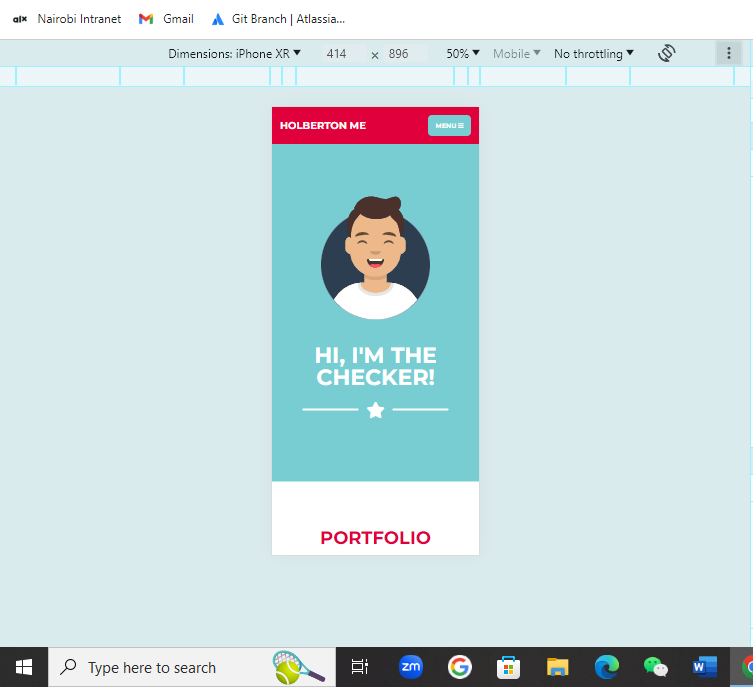 alx Nairobi Intranet Gmail Git Branch | Atlassia...
Dimensions: iPhone XR 414 × 896 50% Mobile No throttling
HOLBERTON ME MENU
HI, I'M THE
CHECKER!
PORTFOLIO
Type here to search zm W